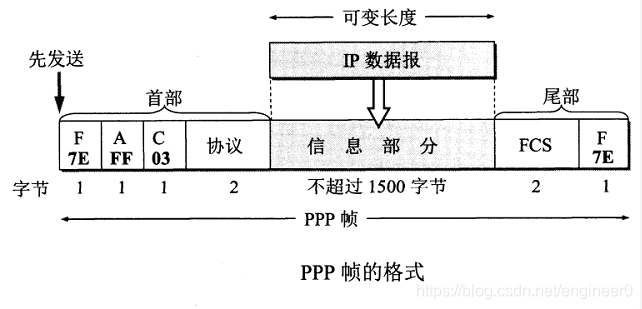 可变长度
先发送
IP 数据报
首部
尾部
F 7E
A FF
C 03
协议
信 息 部 分
FCS
F 7E
字节 1 1 1 2 不超过 1500 字节 2 1
PPP 帧
PPP 帧的格式
https://blog.csdn.net/engineer0